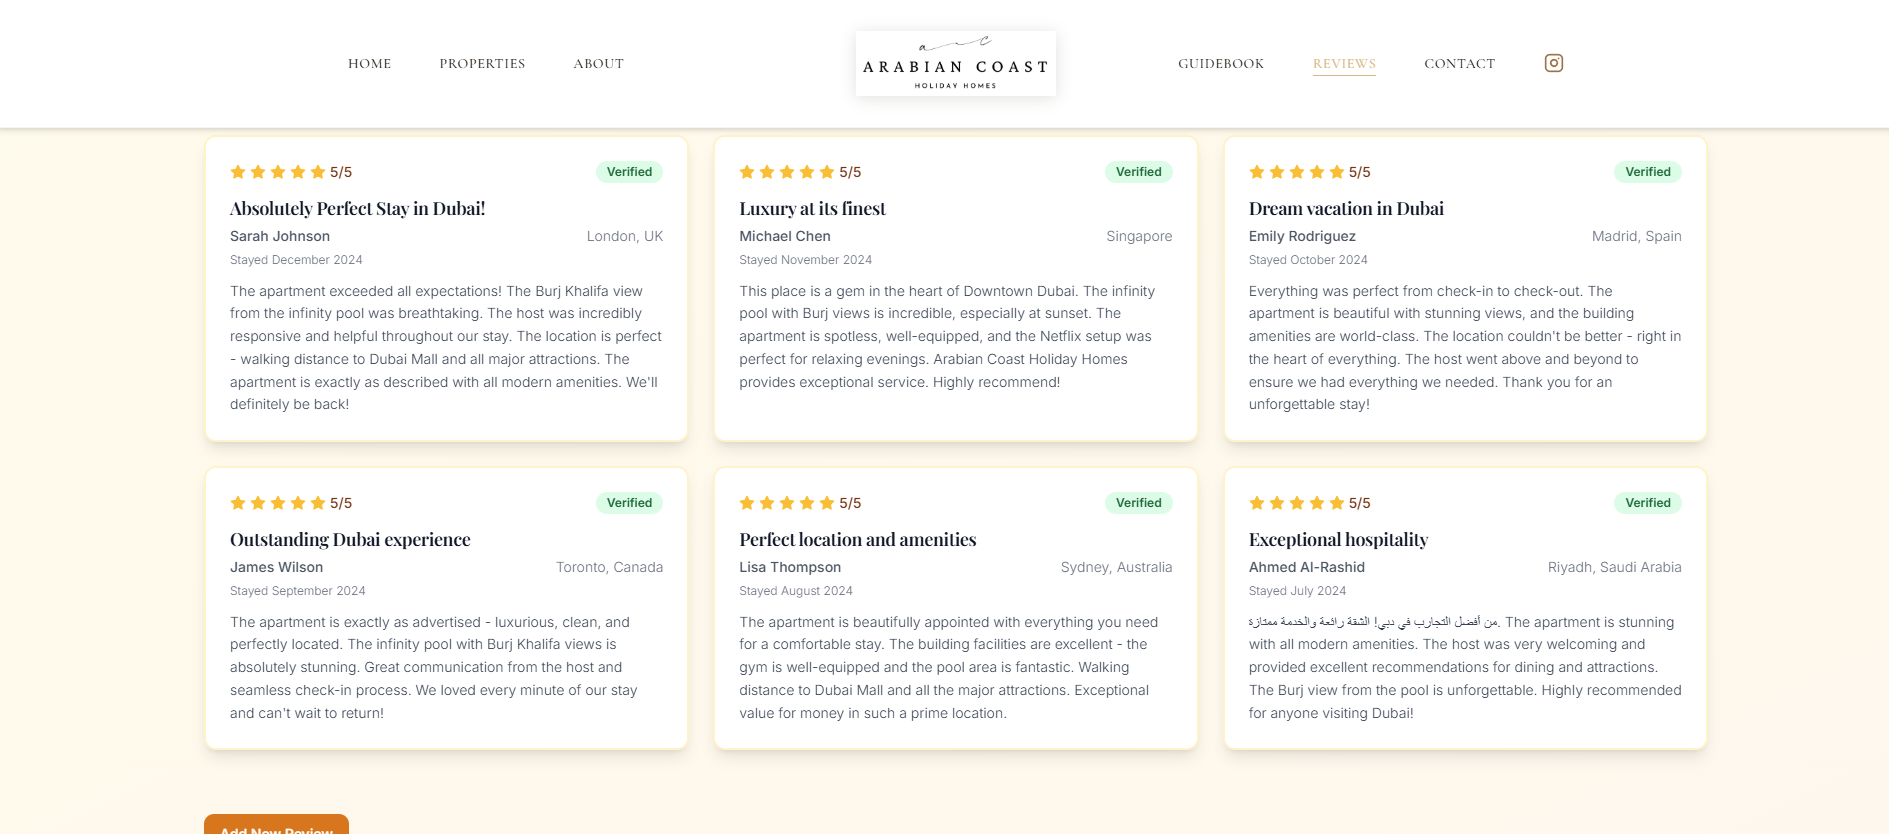 HOME PROPERTIES ABOUT
a c
ARABIAN COAST
HOLIDAY HOMES
GUIDEBOOK REVIEWS CONTACT
5/5 Verified
Absolutely Perfect Stay in Dubai!
Sarah Johnson London, UK
Stayed December 2024
The apartment exceeded all expectations! The Burj Khalifa view
from the infinity pool was breathtaking. The host was incredibly
responsive and helpful throughout our stay. The location is perfect
- walking distance to Dubai Mall and all major attractions. The
apartment is exactly as described with all modern amenities. We'll
definitely be back!
5/5 Verified
Luxury at its finest
Michael Chen Singapore
Stayed November 2024
This place is a gem in the heart of Downtown Dubai. The infinity
pool with Burj views is incredible, especially at sunset. The
apartment is spotless, well-equipped, and the Netflix setup was
perfect for relaxing evenings. Arabian Coast Holiday Homes
provides exceptional service. Highly recommend!
5/5 Verified
Dream vacation in Dubai
Emily Rodriguez Madrid, Spain
Stayed October 2024
Everything was perfect from check-in to check-out. The
apartment is beautiful with stunning views, and the building
amenities are world-class. The location couldn't be better - right in
the heart of everything. The host went above and beyond to
ensure we had everything we needed. Thank you for an
unforgettable stay!
5/5 Verified
Outstanding Dubai experience
James Wilson Toronto, Canada
Stayed September 2024
The apartment is exactly as advertised - luxurious, clean, and
perfectly located. The infinity pool with Burj Khalifa views is
absolutely stunning. Great communication from the host and
seamless check-in process. We loved every minute of our stay
and can't wait to return!
5/5 Verified
Perfect location and amenities
Lisa Thompson Sydney, Australia
Stayed August 2024
The apartment is beautifully appointed with everything you need
for a comfortable stay. The building facilities are excellent - the
gym is well-equipped and the pool area is fantastic. Walking
distance to Dubai Mall and all the major attractions. Exceptional
value for money in such a prime location.
5/5 Verified
Exceptional hospitality
Ahmed Al-Rashid Riyadh, Saudi Arabia
Stayed July 2024
من أفضل التجارب في دبي! الشقة رائعة والخدمة ممتازة. The apartment is stunning
with all modern amenities. The host was very welcoming and
provided excellent recommendations for dining and attractions.
The Burj view from the pool is unforgettable. Highly recommended
for anyone visiting Dubai!
Add New Review